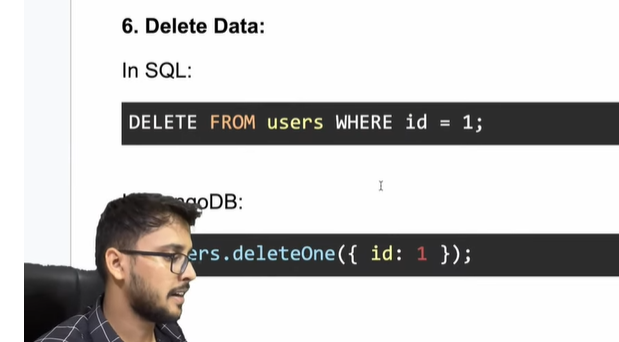 6. Delete Data:
In SQL:
DELETE FROM users WHERE id = 1;
goDB:
ers.deleteOne({ id: 1 });